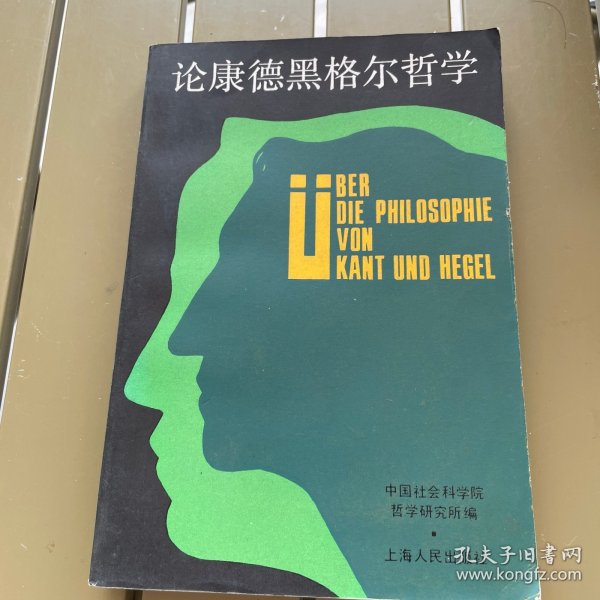 论康德黑格尔哲学
ÜBER
DIE PHILOSOPHIE
VON
KANT UND HEGEL
中国社会科学院
哲学研究所编
上海人民出版社
孔夫子旧书网
www.kongfz.com